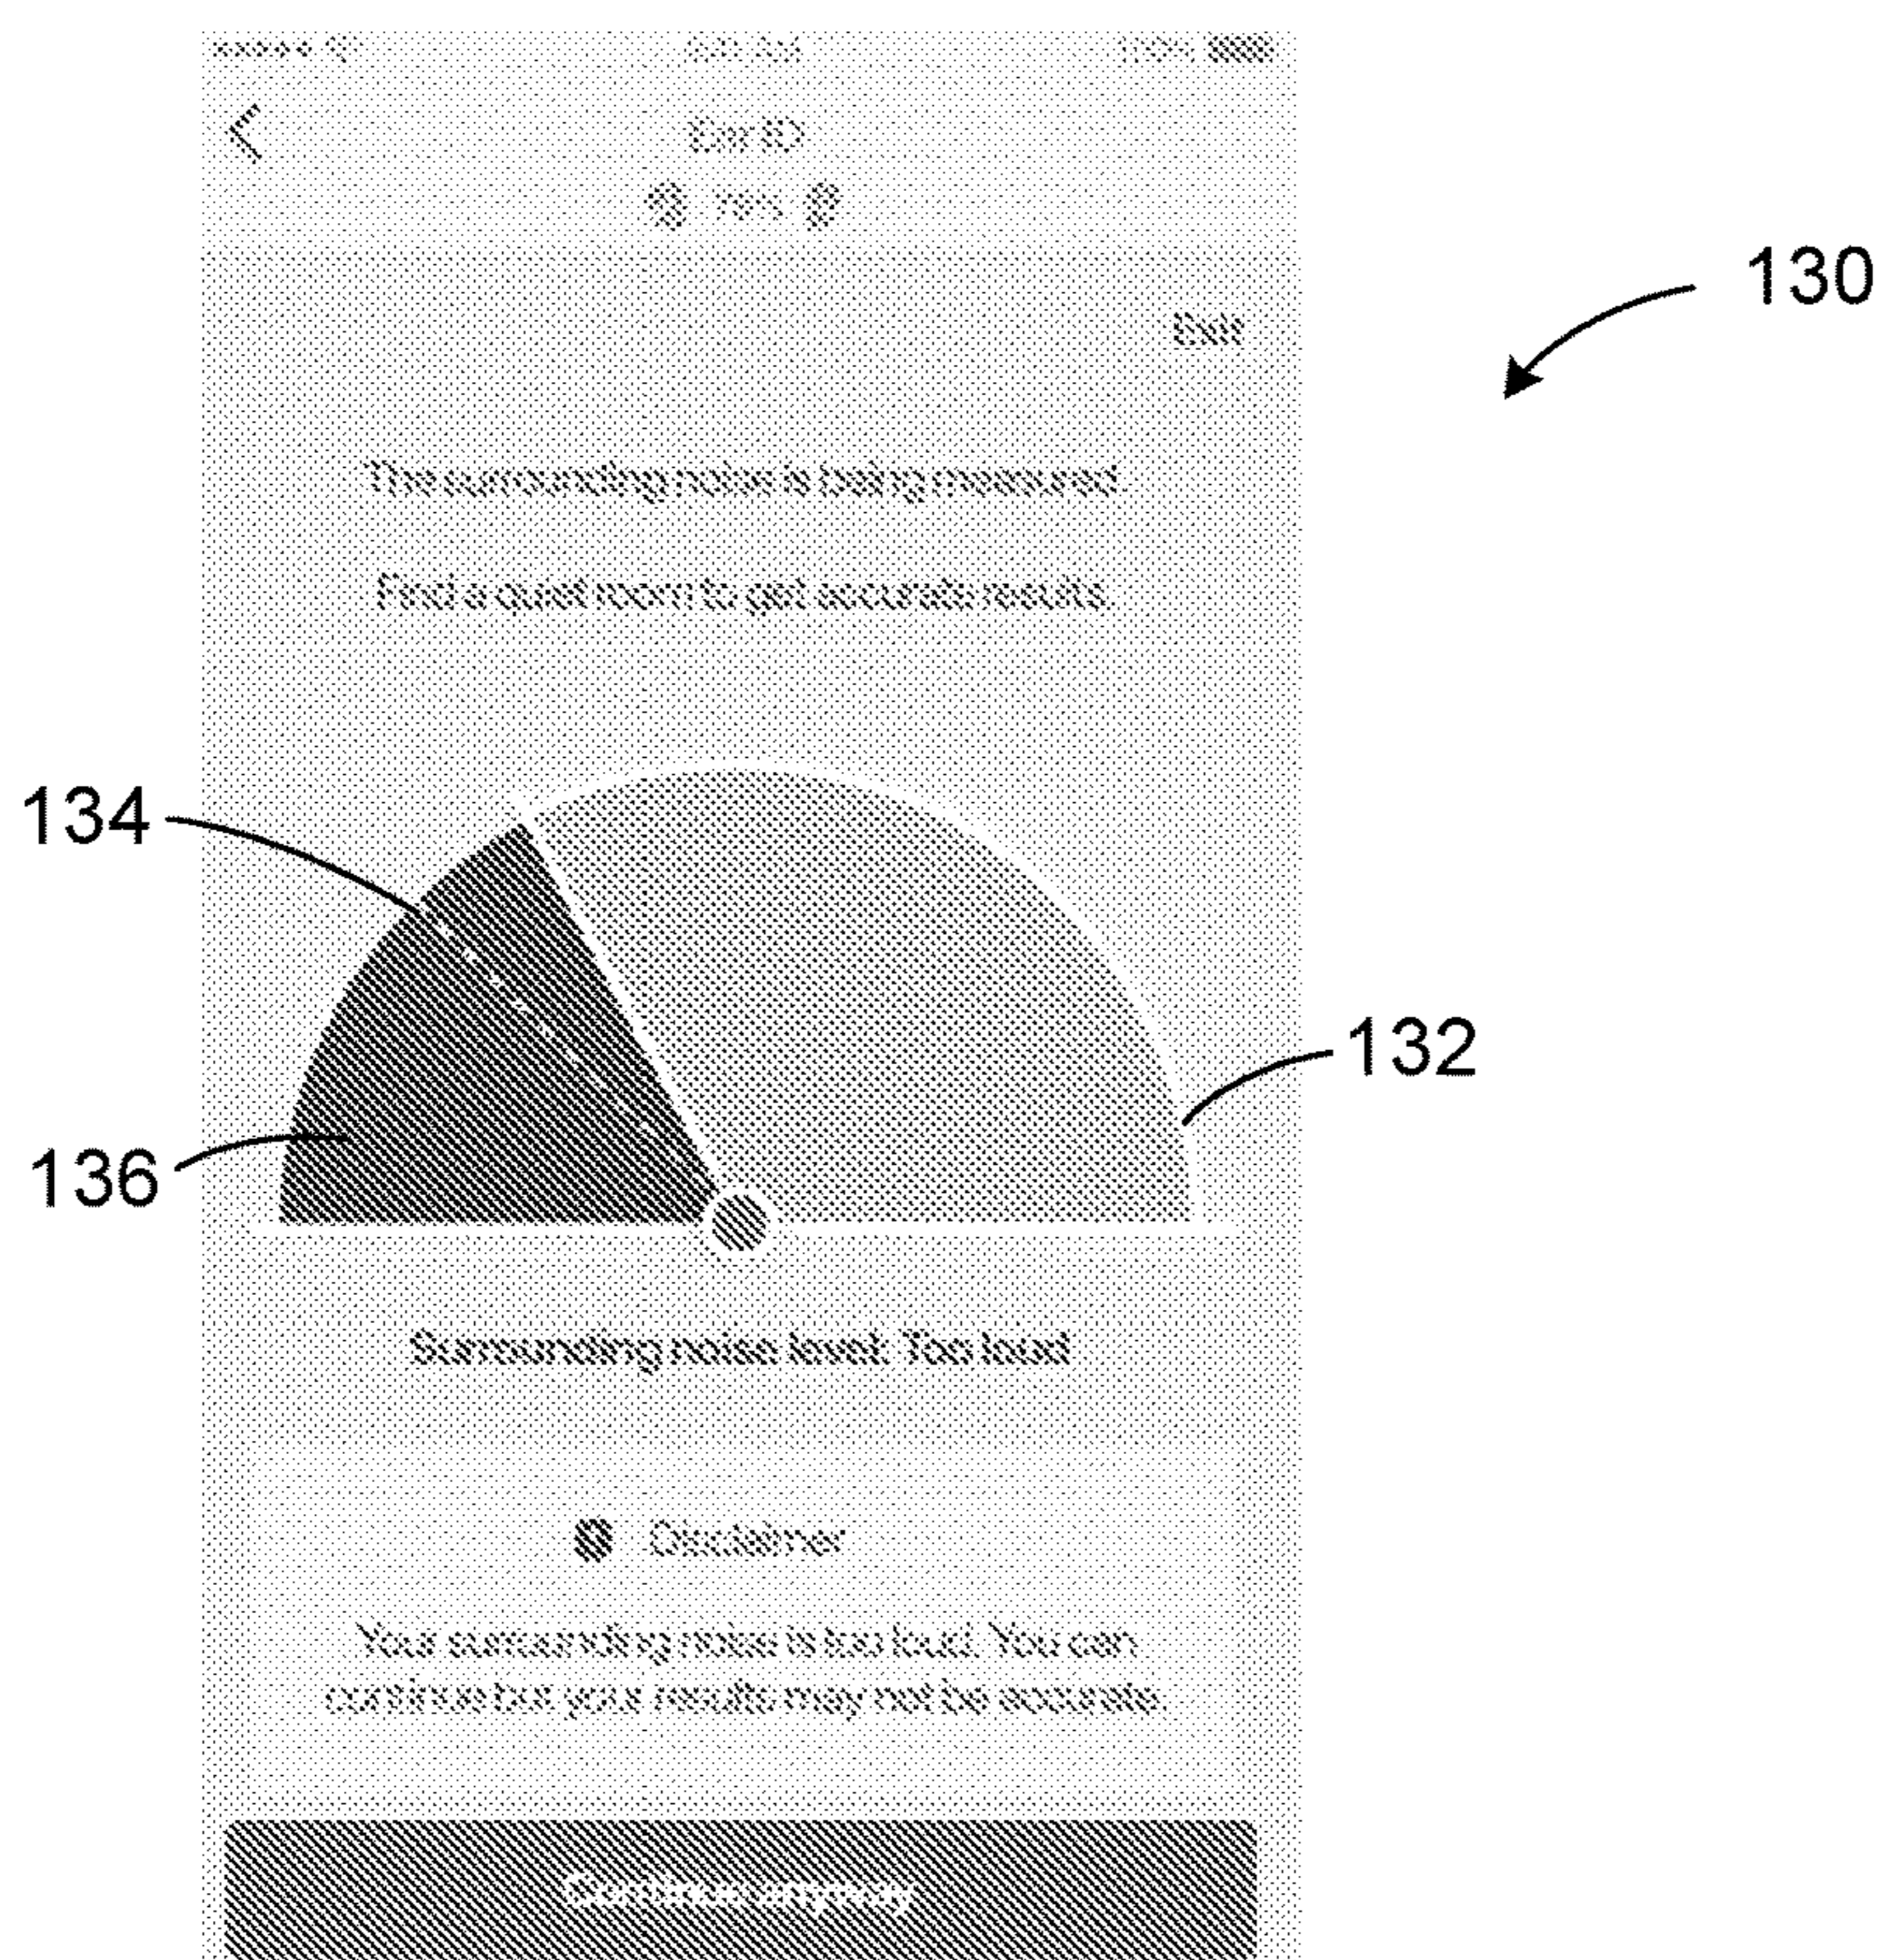 Ear ID
130
Exit
The surrounding noise is being measured.
Find a quiet room to get accurate results.
134
132
136
Surrounding noise level: Too loud
Disclaimer
Your surrounding noise is too loud. You can
continue but your results may not be accurate.
Continue anyway